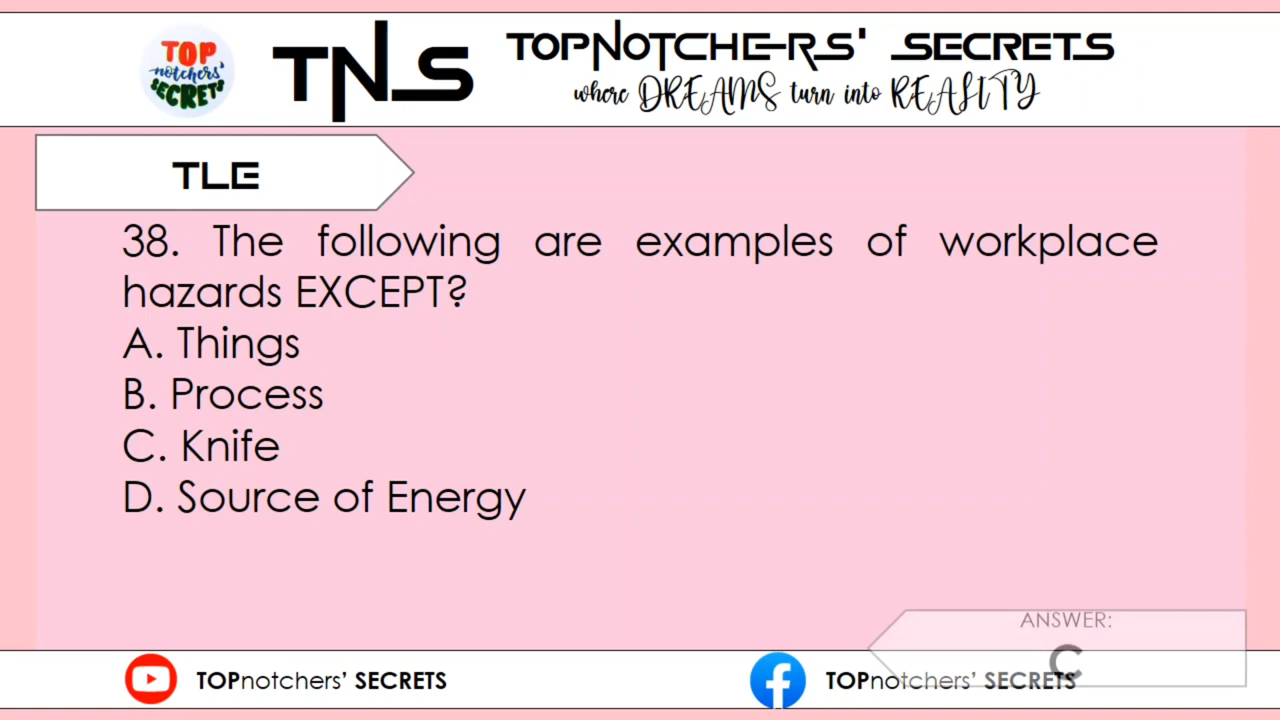 TOP
notchers'
SECRETS
TNS
TOPNOTCHERS' SECRETS
where DREAMS turn into REALITY
TLE
38. The following are examples of workplace
hazards EXCEPT?
A. Things
B. Process
C. Knife
D. Source of Energy
ANSWER:
C
TOPnotchers' SECRETS
TOPnotchers' SECRETS